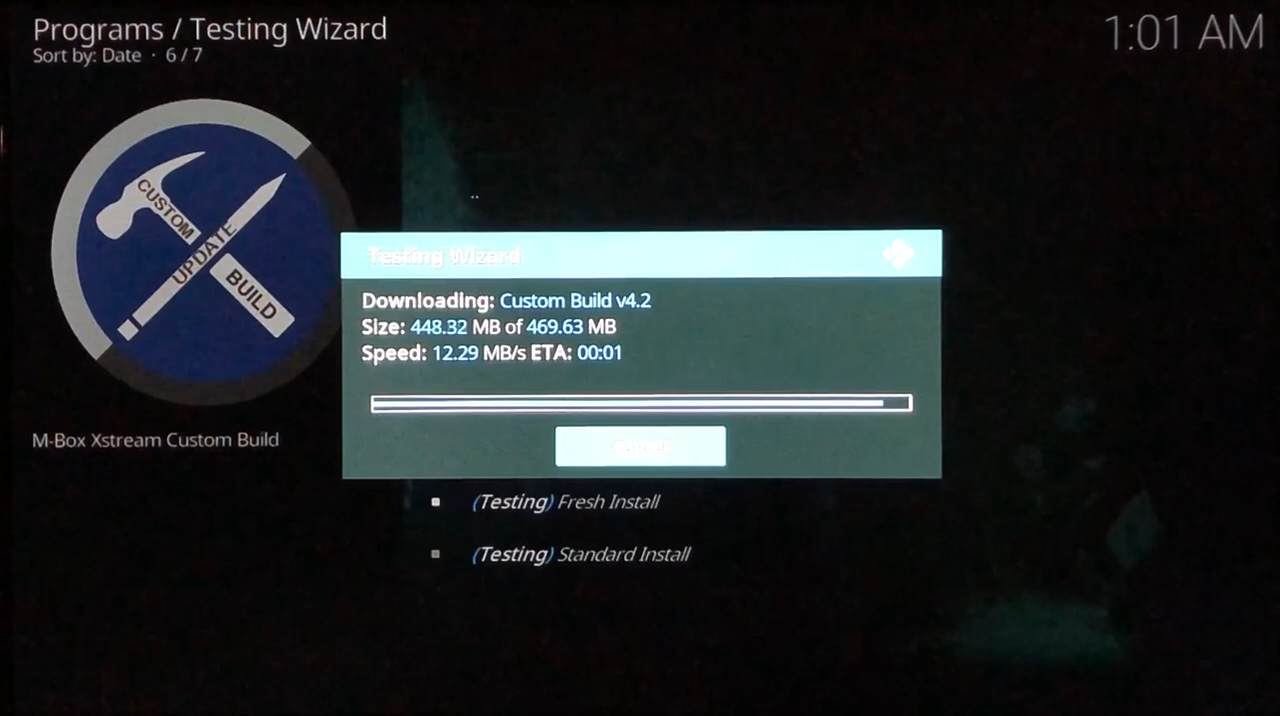 Programs / Testing Wizard
Sort by: Date · 6 / 7
1:01 AM
CUSTOM
UPDATE
BUILD
M-Box Xstream Custom Build
..
Testing Wizard
Downloading: Custom Build v4.2
Size: 448.32 MB of 469.63 MB
Speed: 12.29 MB/s ETA: 00:01
Cancel
(Testing) Fresh Install
(Testing) Standard Install